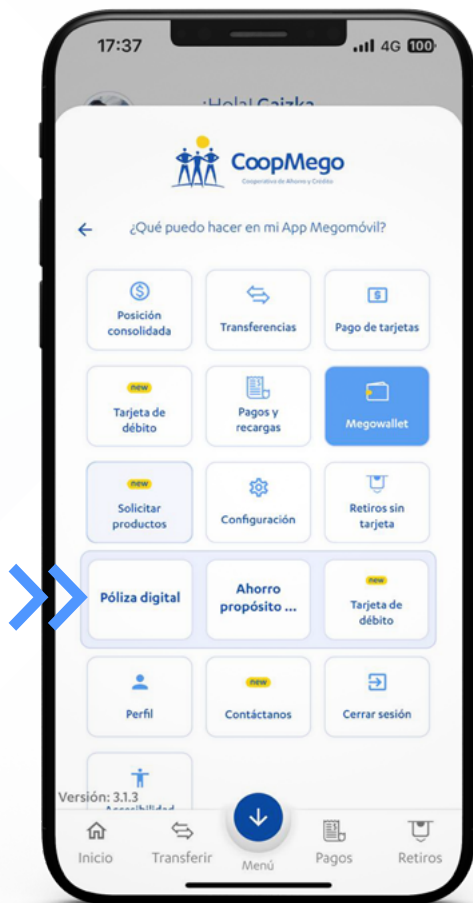 17:37
4G 100
¡Hola! Gaizka
CoopMego
Cooperativa de Ahorro y Crédito
¿Qué puedo hacer en mi App Megomóvil?
Posición
consolidada
Transferencias
Pago de tarjetas
new
Tarjeta de
débito
Pagos y
recargas
Megowallet
new
Solicitar
productos
Configuración
Retiros sin
tarjeta
Póliza digital
Ahorro
propósito ...
new
Tarjeta de
débito
Perfil
new
Contáctanos
Cerrar sesión
Versión: 3.1.3
Accesibilidad
Inicio
Transferir
Menú
Pagos
Retiros